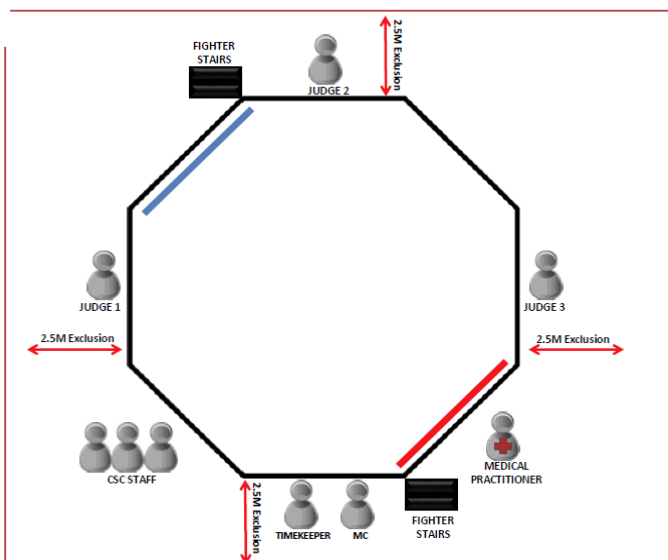 FIGHTER
STAIRS
JUDGE 2
2.5M Exclusion
JUDGE 1
JUDGE 3
2.5M Exclusion
2.5M Exclusion
CSC STAFF
MEDICAL
PRACTITIONER
2.5M Exclusion
TIMEKEEPER
MC
FIGHTER
STAIRS